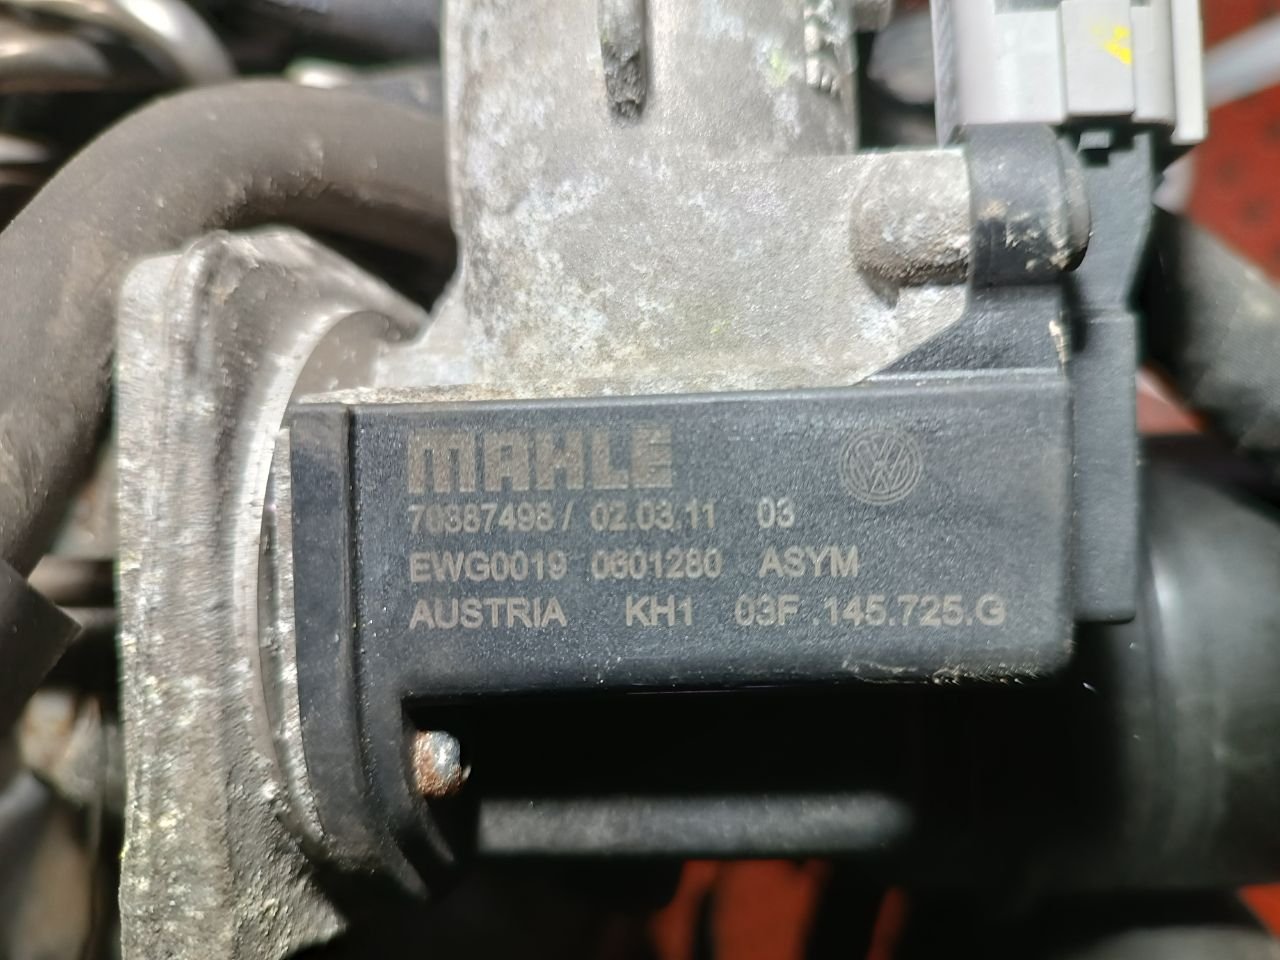 MAHLE
70387498/ 02.03.11 03
EWG0019 0601280 ASYM
AUSTRIA KH1 03F.145.725.G